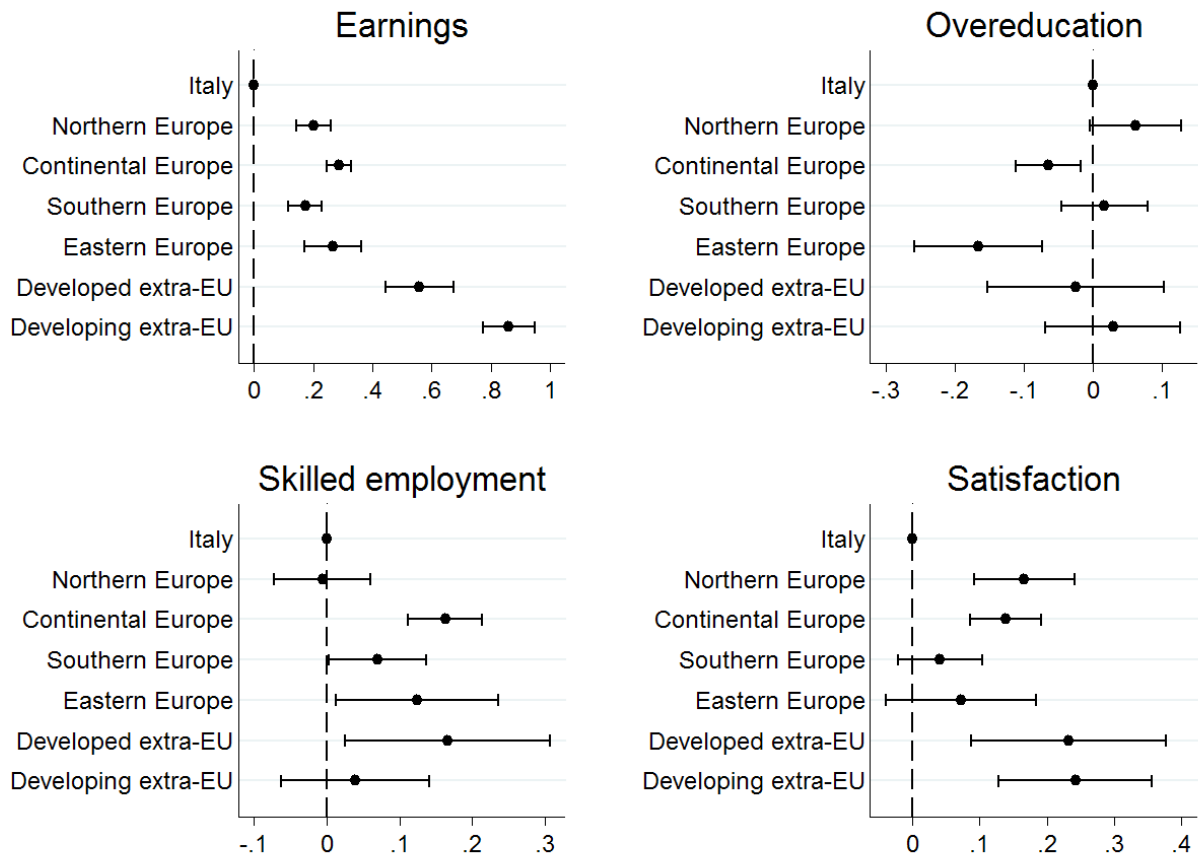 Earnings
Italy
Northern Europe
Continental Europe
Southern Europe
Eastern Europe
Developed extra-EU
Developing extra-EU
0 .2 .4 .6 .8 1
Overeducation
Italy
Northern Europe
Continental Europe
Southern Europe
Eastern Europe
Developed extra-EU
Developing extra-EU
-.3 -.2 -.1 0 .1
Skilled employment
Italy
Northern Europe
Continental Europe
Southern Europe
Eastern Europe
Developed extra-EU
Developing extra-EU
-.1 0 .1 .2 .3
Satisfaction
Italy
Northern Europe
Continental Europe
Southern Europe
Eastern Europe
Developed extra-EU
Developing extra-EU
0 .1 .2 .3 .4